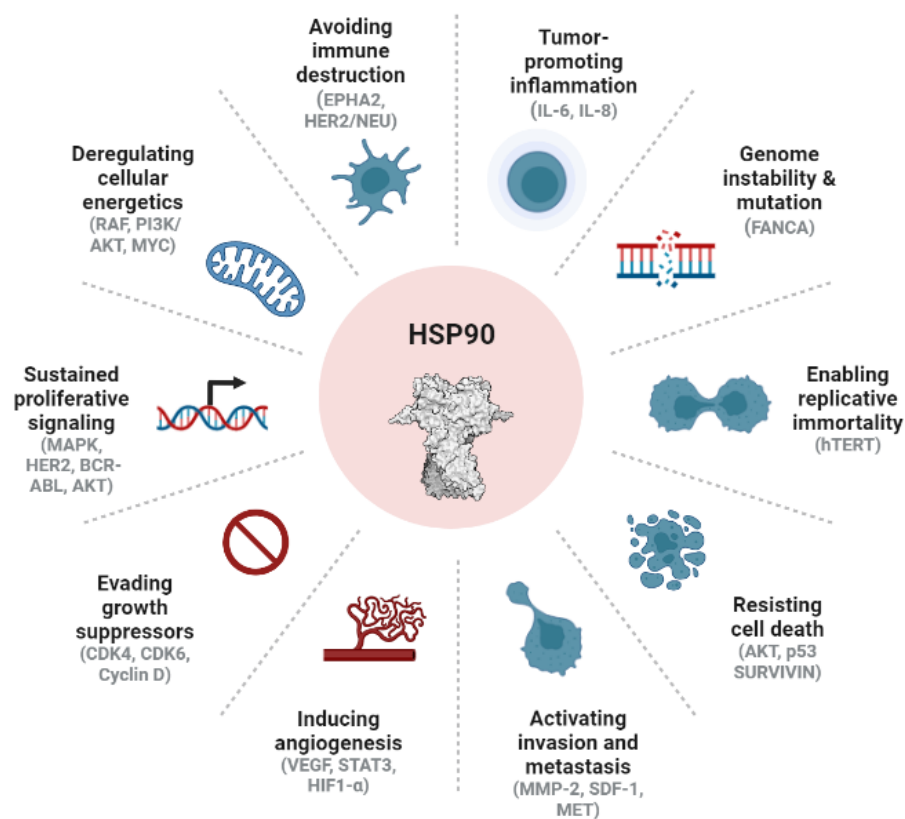 Avoiding
immune
destruction
(EPHA2,
HER2/NEU)
Tumor-
promoting
inflammation
(IL-6, IL-8)
Genome
instability &
mutation
(FANCA)
Enabling
replicative
immortality
(hTERT)
Resisting
cell death
(AKT, p53
SURVIVIN)
Activating
invasion and
metastasis
(MMP-2, SDF-1,
MET)
Inducing
angiogenesis
(VEGF, STAT3,
HIF1-α)
Evading
growth
suppressors
(CDK4, CDK6,
Cyclin D)
Sustained
proliferative
signaling
(MAPK,
HER2, BCR-
ABL, AKT)
Deregulating
cellular
energetics
(RAF, PI3K/
AKT, MYC)
HSP90